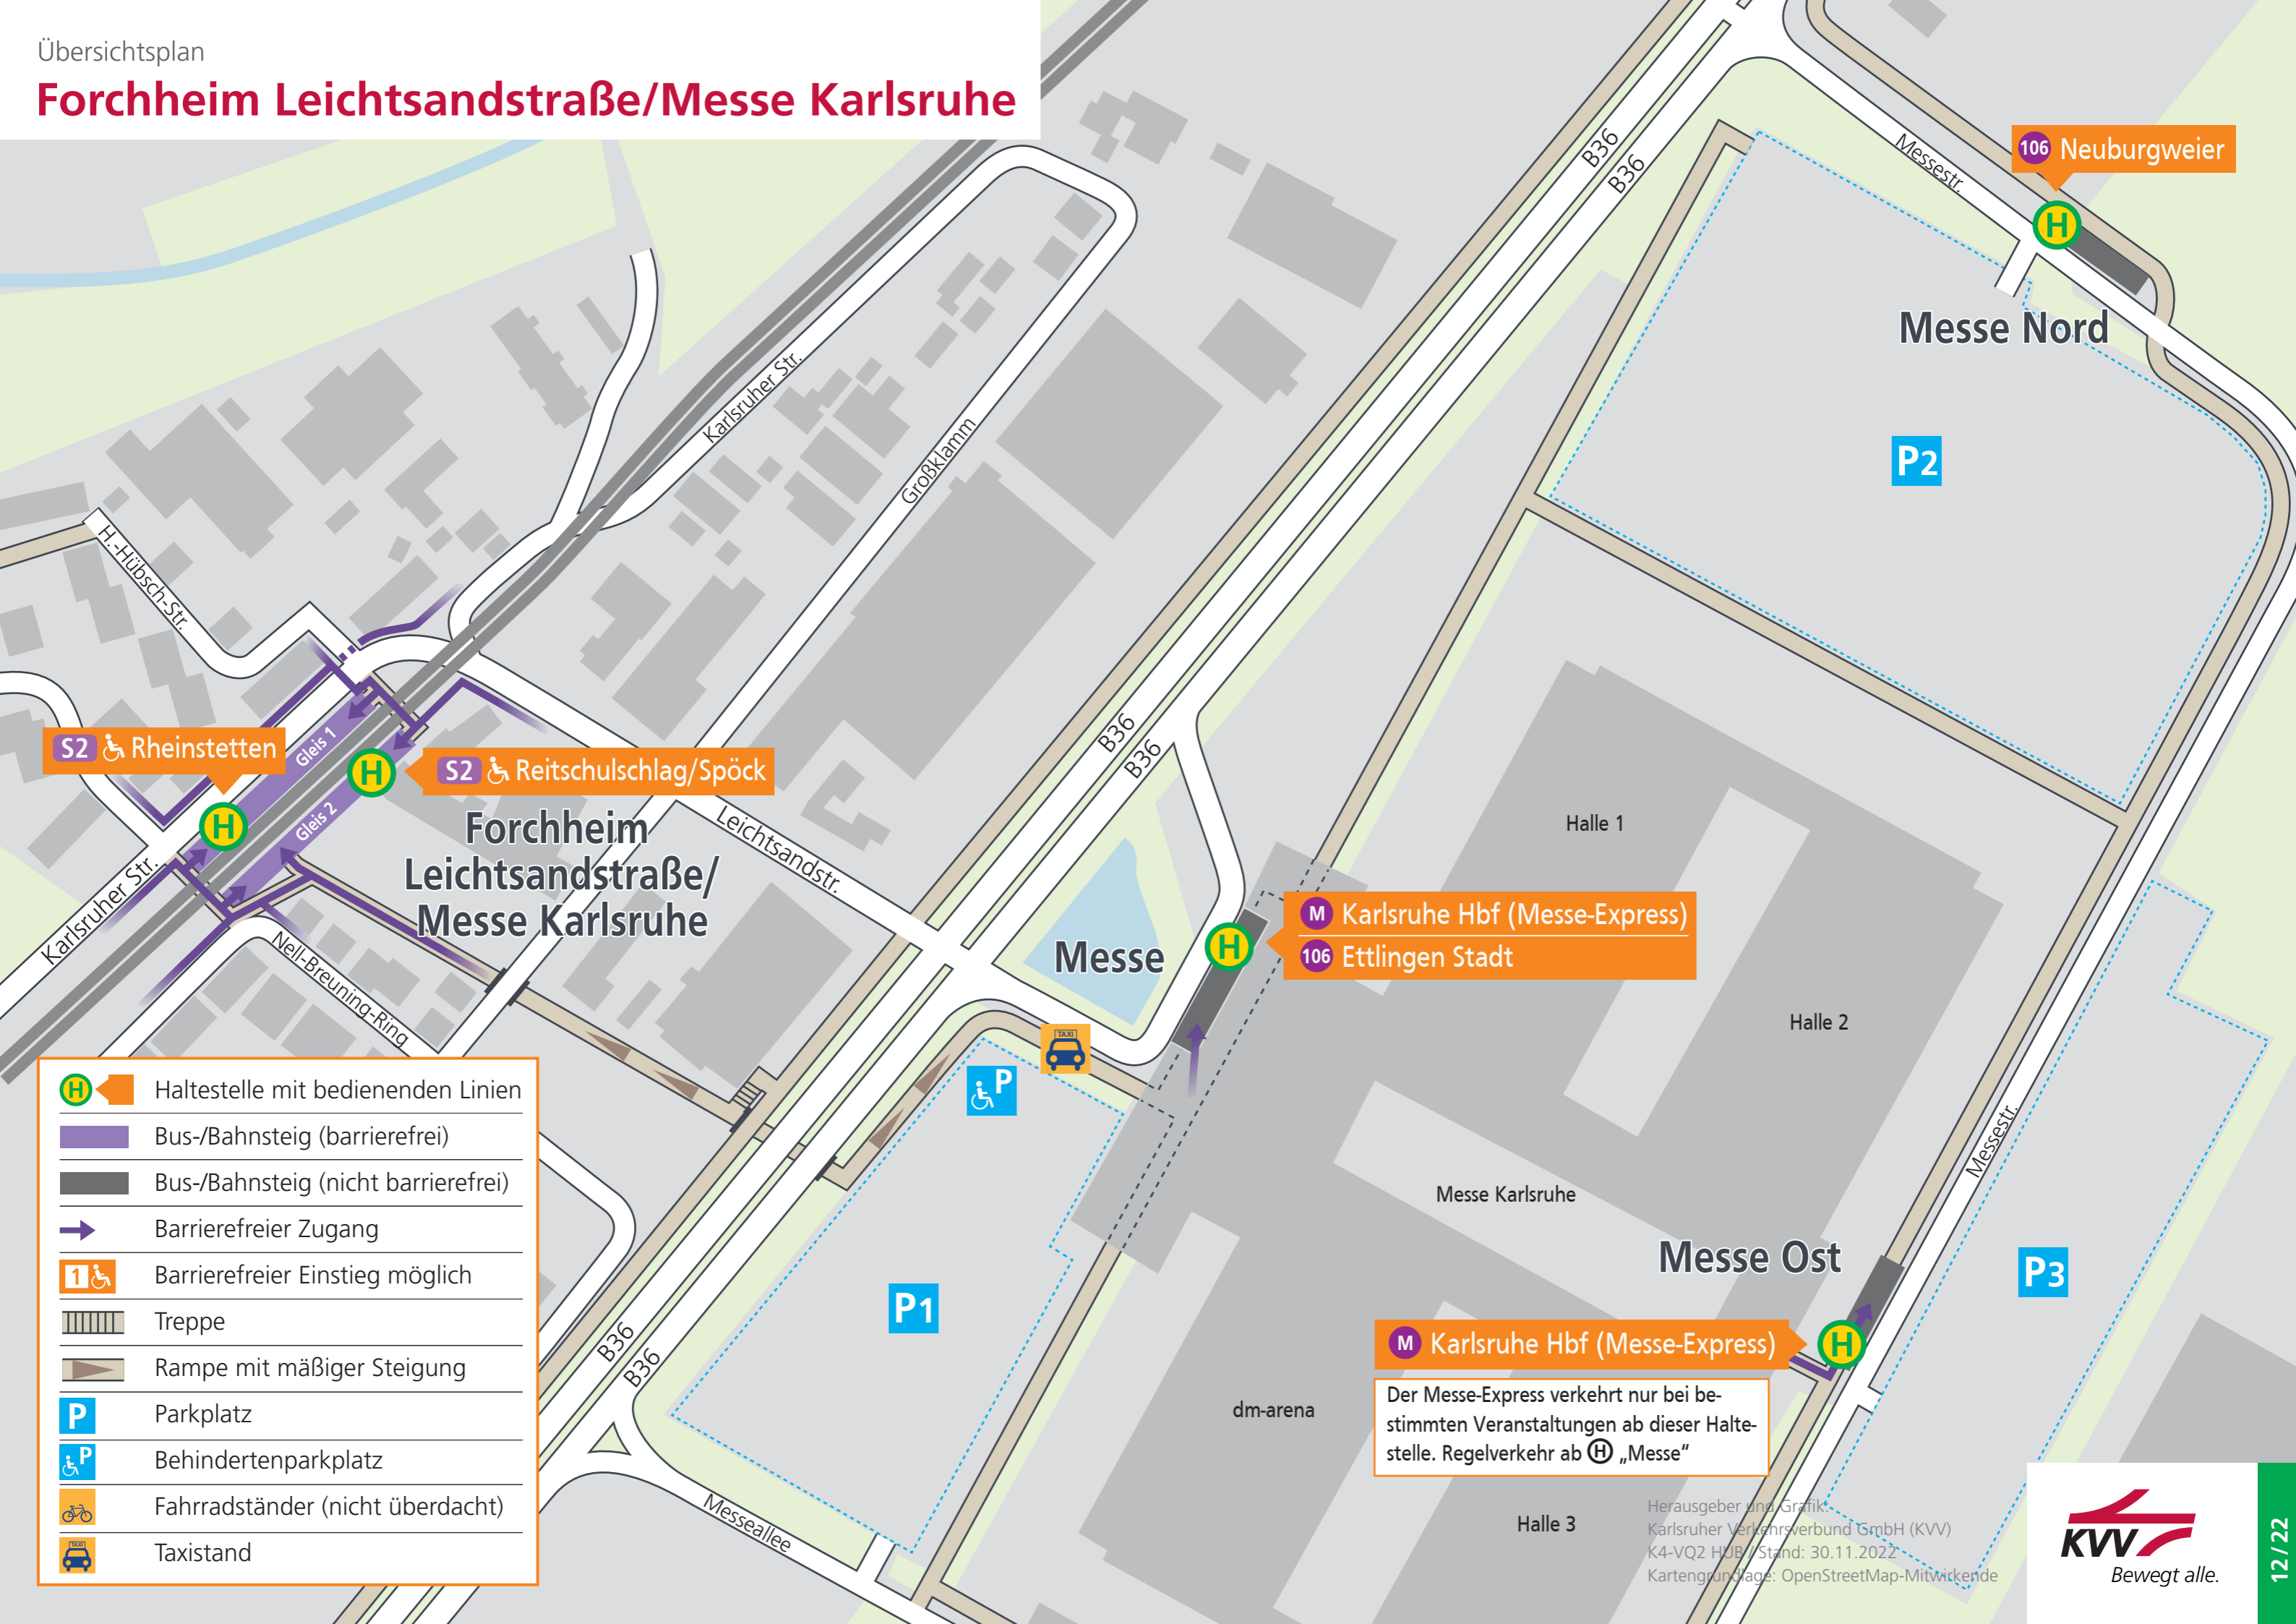 Übersichtsplan
Forchheim Leichtsandstraße/Messe Karlsruhe
B36
B36
Messestr.
106 Neuburgweier
H
Messe Nord
P2
Karlsruher Str.
Großklamm
H.-Hübsch-Str.
S2 Rheinstetten
Gleis 1
H
S2 Reitschulschlag/Spöck
H
Gleis 2
Forchheim
Leichtsandstraße/
Messe Karlsruhe
Karlsruher Str.
Nell-Breuning-Ring
Leichtsandstr.
B36
B36
Halle 1
Messe
H
M Karlsruhe Hbf (Messe-Express)
106 Ettlingen Stadt
Halle 2
TAXI
P
Messestr.
Messe Karlsruhe
Messe Ost
P3
P1
M Karlsruhe Hbf (Messe-Express)
H
Der Messe-Express verkehrt nur bei be-
stimmten Veranstaltungen ab dieser Halte-
stelle. Regelverkehr ab H „Messe“
dm-arena
Halle 3
B36
B36
Messeallee
H Haltestelle mit bedienenden Linien
Bus-/Bahnsteig (barrierefrei)
Bus-/Bahnsteig (nicht barrierefrei)
Barrierefreier Zugang
1 Barrierefreier Einstieg möglich
Treppe
Rampe mit mäßiger Steigung
P Parkplatz
P Behindertenparkplatz
Fahrradständer (nicht überdacht)
TAXI Taxistand
Herausgeber und Grafik:
Karlsruher Verkehrsverbund GmbH (KVV)
K4-VQ2 HUB / Stand: 30.11.2022
Kartengrundlage: OpenStreetMap-Mitwirkende
KVV
Bewegt alle.
12/22